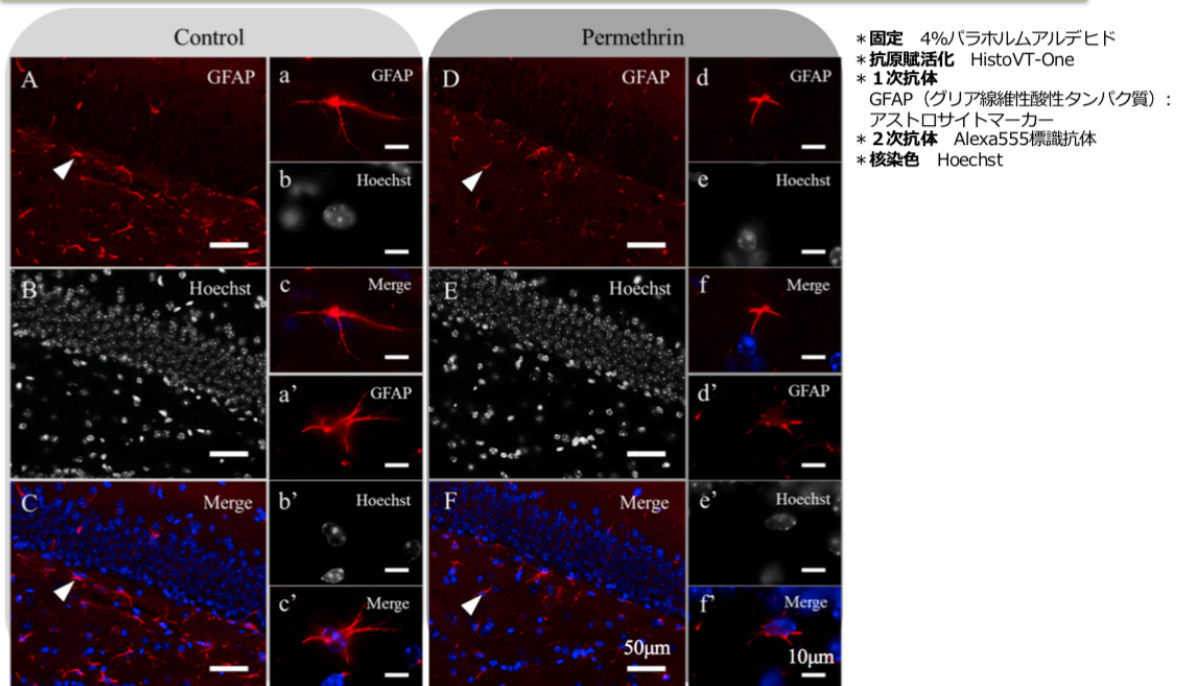 Control
Permethrin
A
GFAP
a
GFAP
D
GFAP
d
GFAP
b
Hoechst
e
Hoechst
B
Hoechst
c
Merge
E
Hoechst
f
Merge
a’
GFAP
d’
GFAP
C
Merge
b’
Hoechst
F
Merge
e’
Hoechst
c’
Merge
f’
Merge
50μm
10μm
＊固定　4%パラホルムアルデヒド
＊抗原賦活化　HistoVT-One
＊１次抗体
GFAP（グリア線維性酸性タンパク質）:
アストロサイトマーカー
＊２次抗体　Alexa555標識抗体
＊核染色　Hoechst